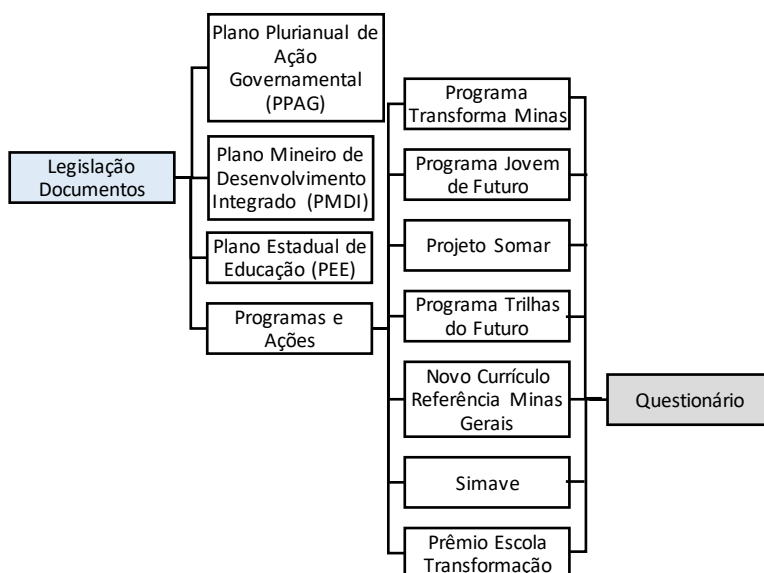 Legislação
Documentos
Plano Plurianual de
Ação
Governamental
(PPAG)
Plano Mineiro de
Desenvolvimento
Integrado (PMDI)
Plano Estadual de
Educação (PEE)
Programas e
Ações
Programa
Transforma Minas
Programa Jovem
de Futuro
Projeto Somar
Programa Trilhas
do Futuro
Novo Currículo
Referência Minas
Gerais
Simave
Prêmio Escola
Transformação
Questionário